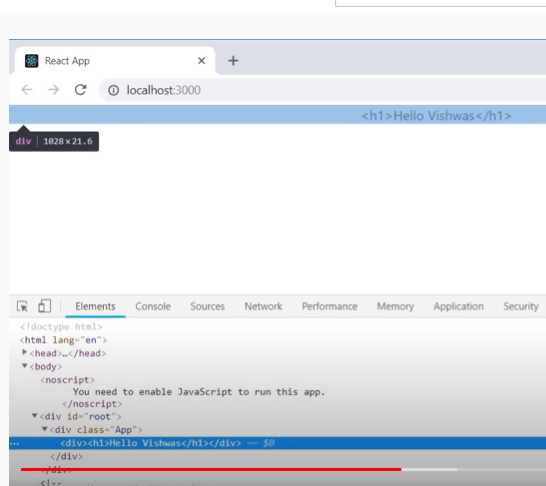 React App
localhost:3000
<h1>Hello Vishwas</h1>
div | 1028×21.6
Elements Console Sources Network Performance Memory Application Security
<!doctype html>
<html lang="en">
<head>…</head>
<body>
<noscript>
You need to enable JavaScript to run this app.
</noscript>
<div id="root">
<div class="App">
… <div><h1>Hello Vishwas</h1></div> == $0
</div>
</div>
<!--